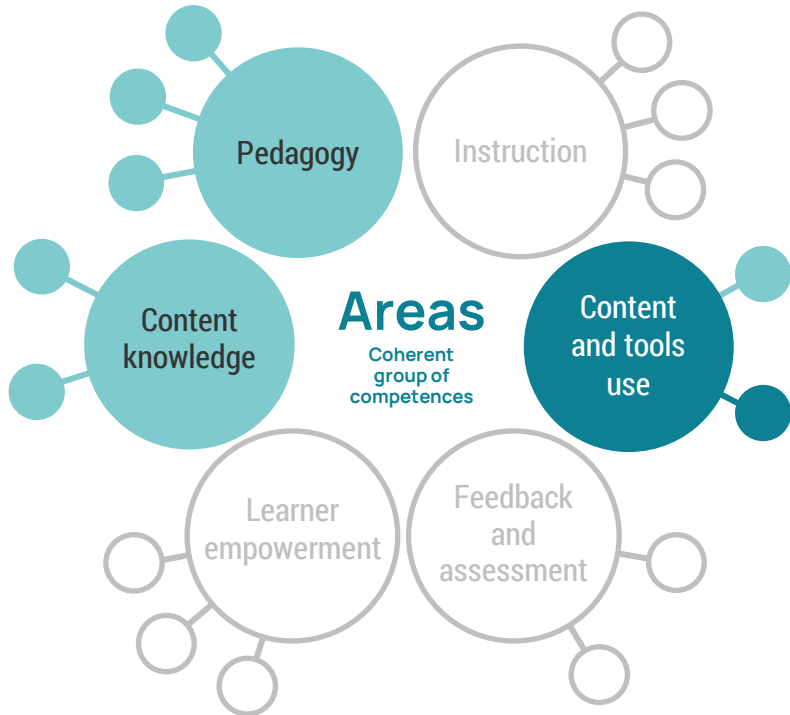 Pedagogy
Instruction
Content
knowledge
Areas
Coherent
group of
competences
Content
and tools
use
Learner
empowerment
Feedback
and
assessment